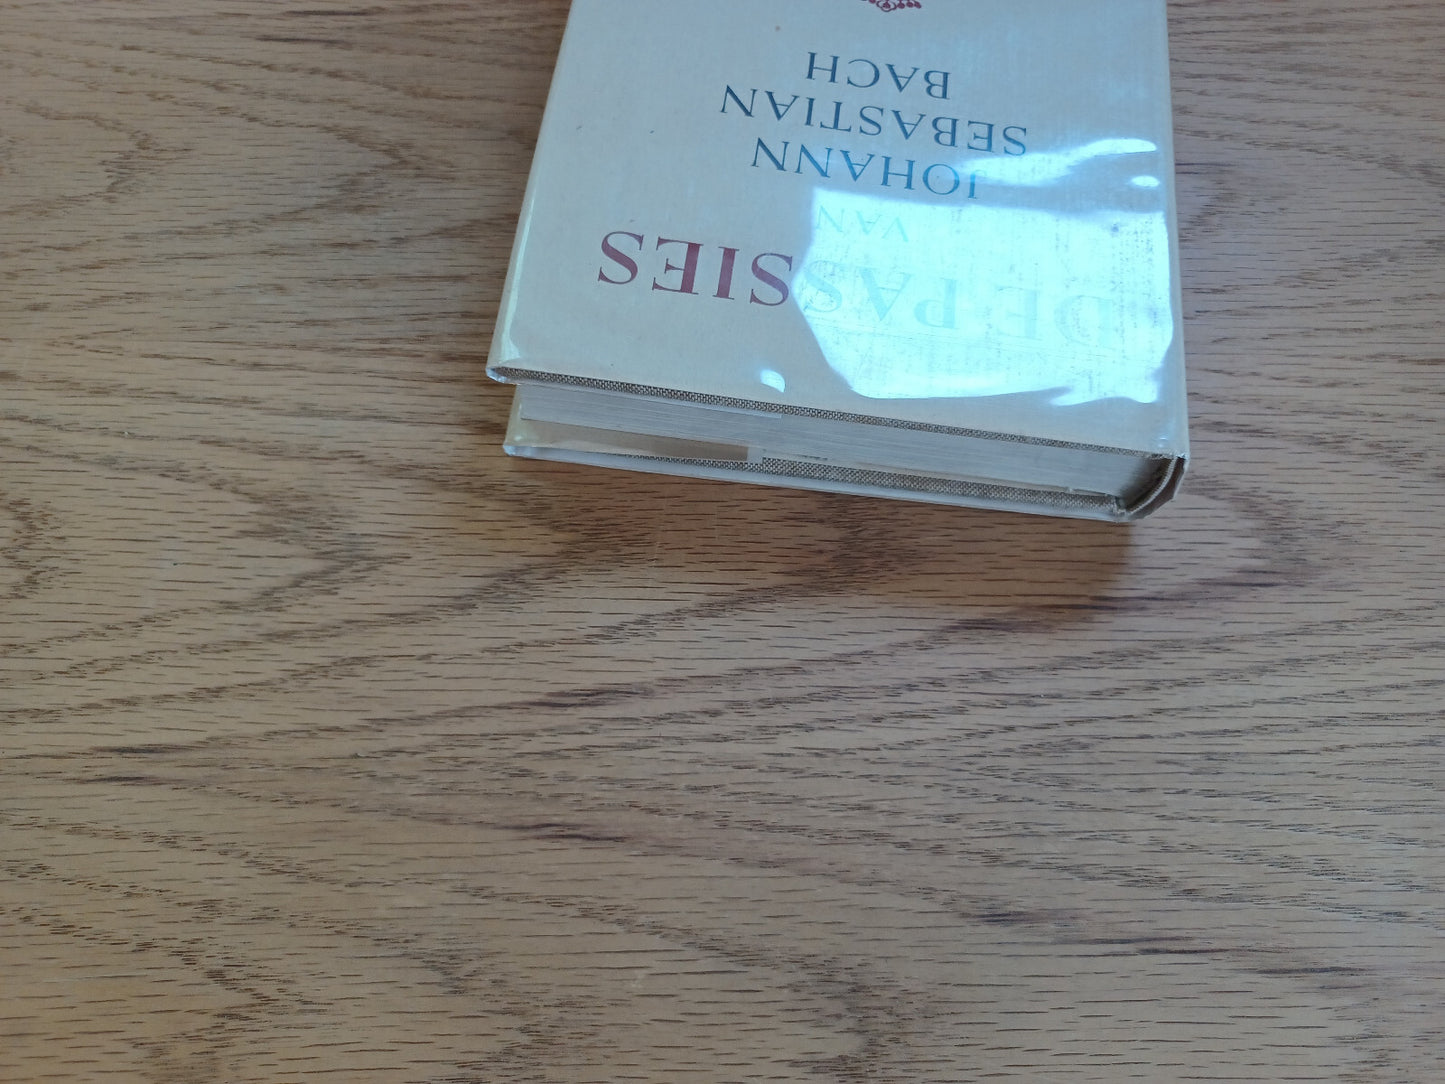 DE PASSIES
VAN
JOHANN
SEBASTIAN
BACH